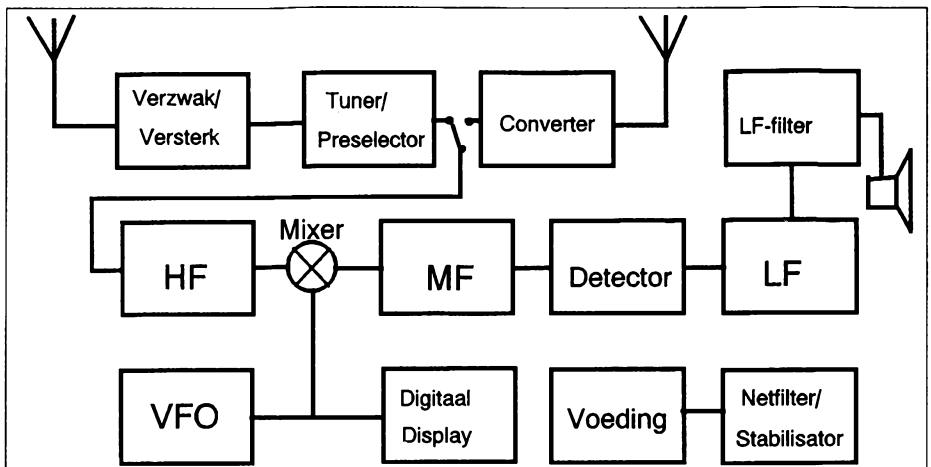 Verzwak/
Versterk
Tuner/
Preselector
Converter
LF-filter
Mixer
HF
MF
Detector
LF
VFO
Digitaal
Display
Voeding
Netfilter/
Stabilisator